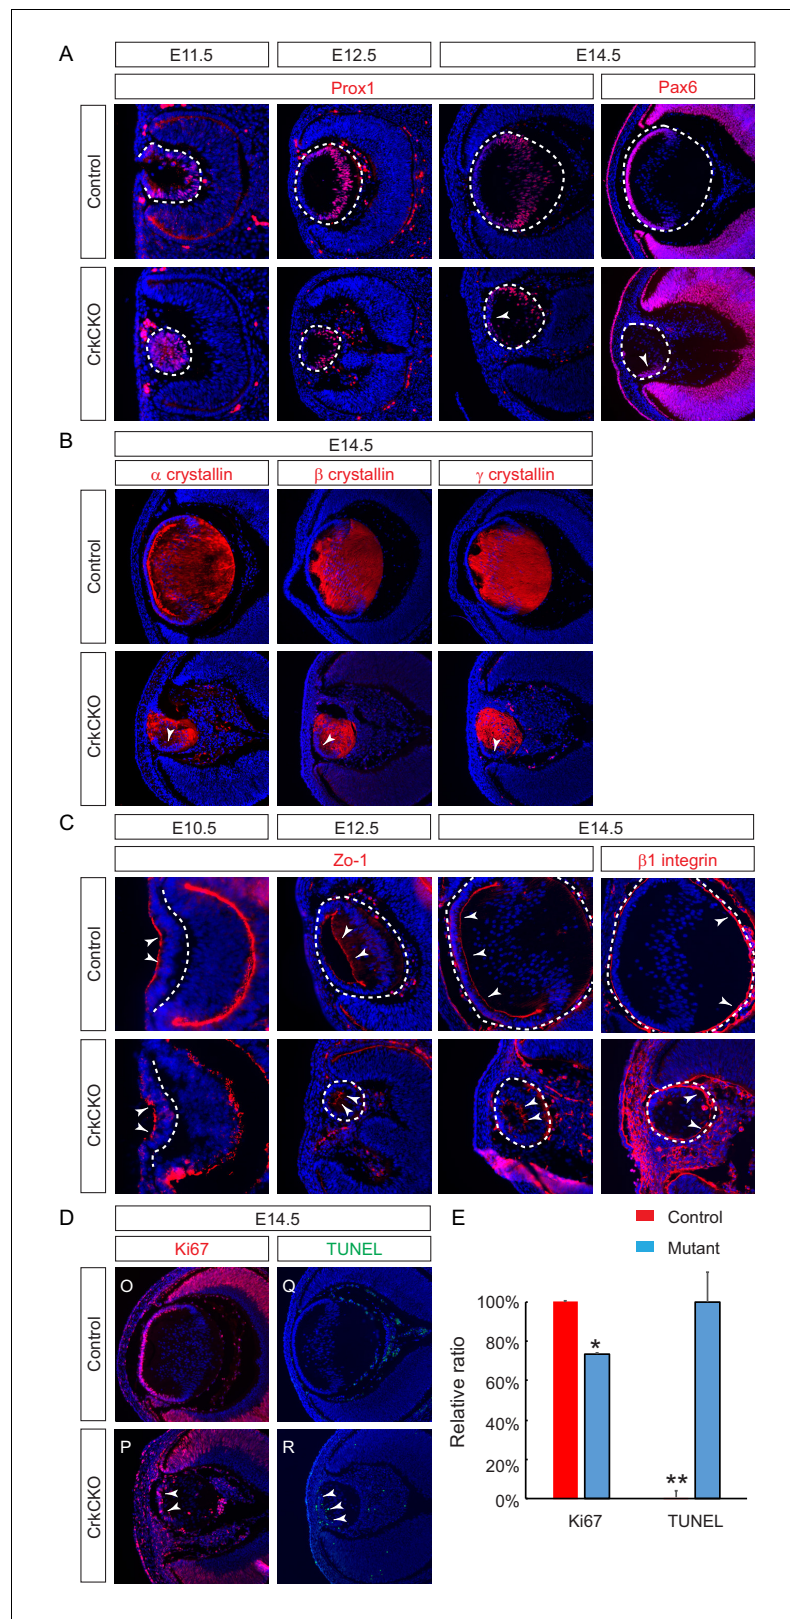 A
E11.5 E12.5 E14.5
Prox1 Pax6
Control
CrkCKO
B
E14.5
α crystallin β crystallin γ crystallin
Control
CrkCKO
C
E10.5 E12.5 E14.5
Zo-1 β1 integrin
Control
CrkCKO
D
E14.5
Ki67 TUNEL
Control
O Q
CrkCKO
P R
E
Control
Mutant
Relative ratio
100%
80%
60%
40%
20%
0%
*
**
Ki67 TUNEL